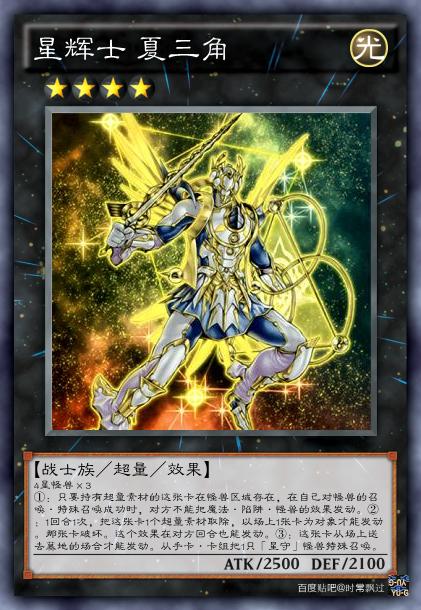 星辉士 夏三角
光
【战士族／超量／效果】
4星怪兽×3
①：只要持有超量素材的这张卡在怪兽区域存在，在自己对怪兽的召
唤·特殊召唤成功时，对方不能把魔法·陷阱·怪兽的效果发动。②
：1回合1次，把这张卡1个超量素材取除，以场上1张卡为对象才能发动
。那张卡破坏。这个效果在对方回合也能发动。③：这张卡从场上送
去墓地的场合才能发动。从手卡·卡组把1只「星守」怪兽特殊召唤。
ATK/2500 DEF/2100
百度贴吧@时常飘过